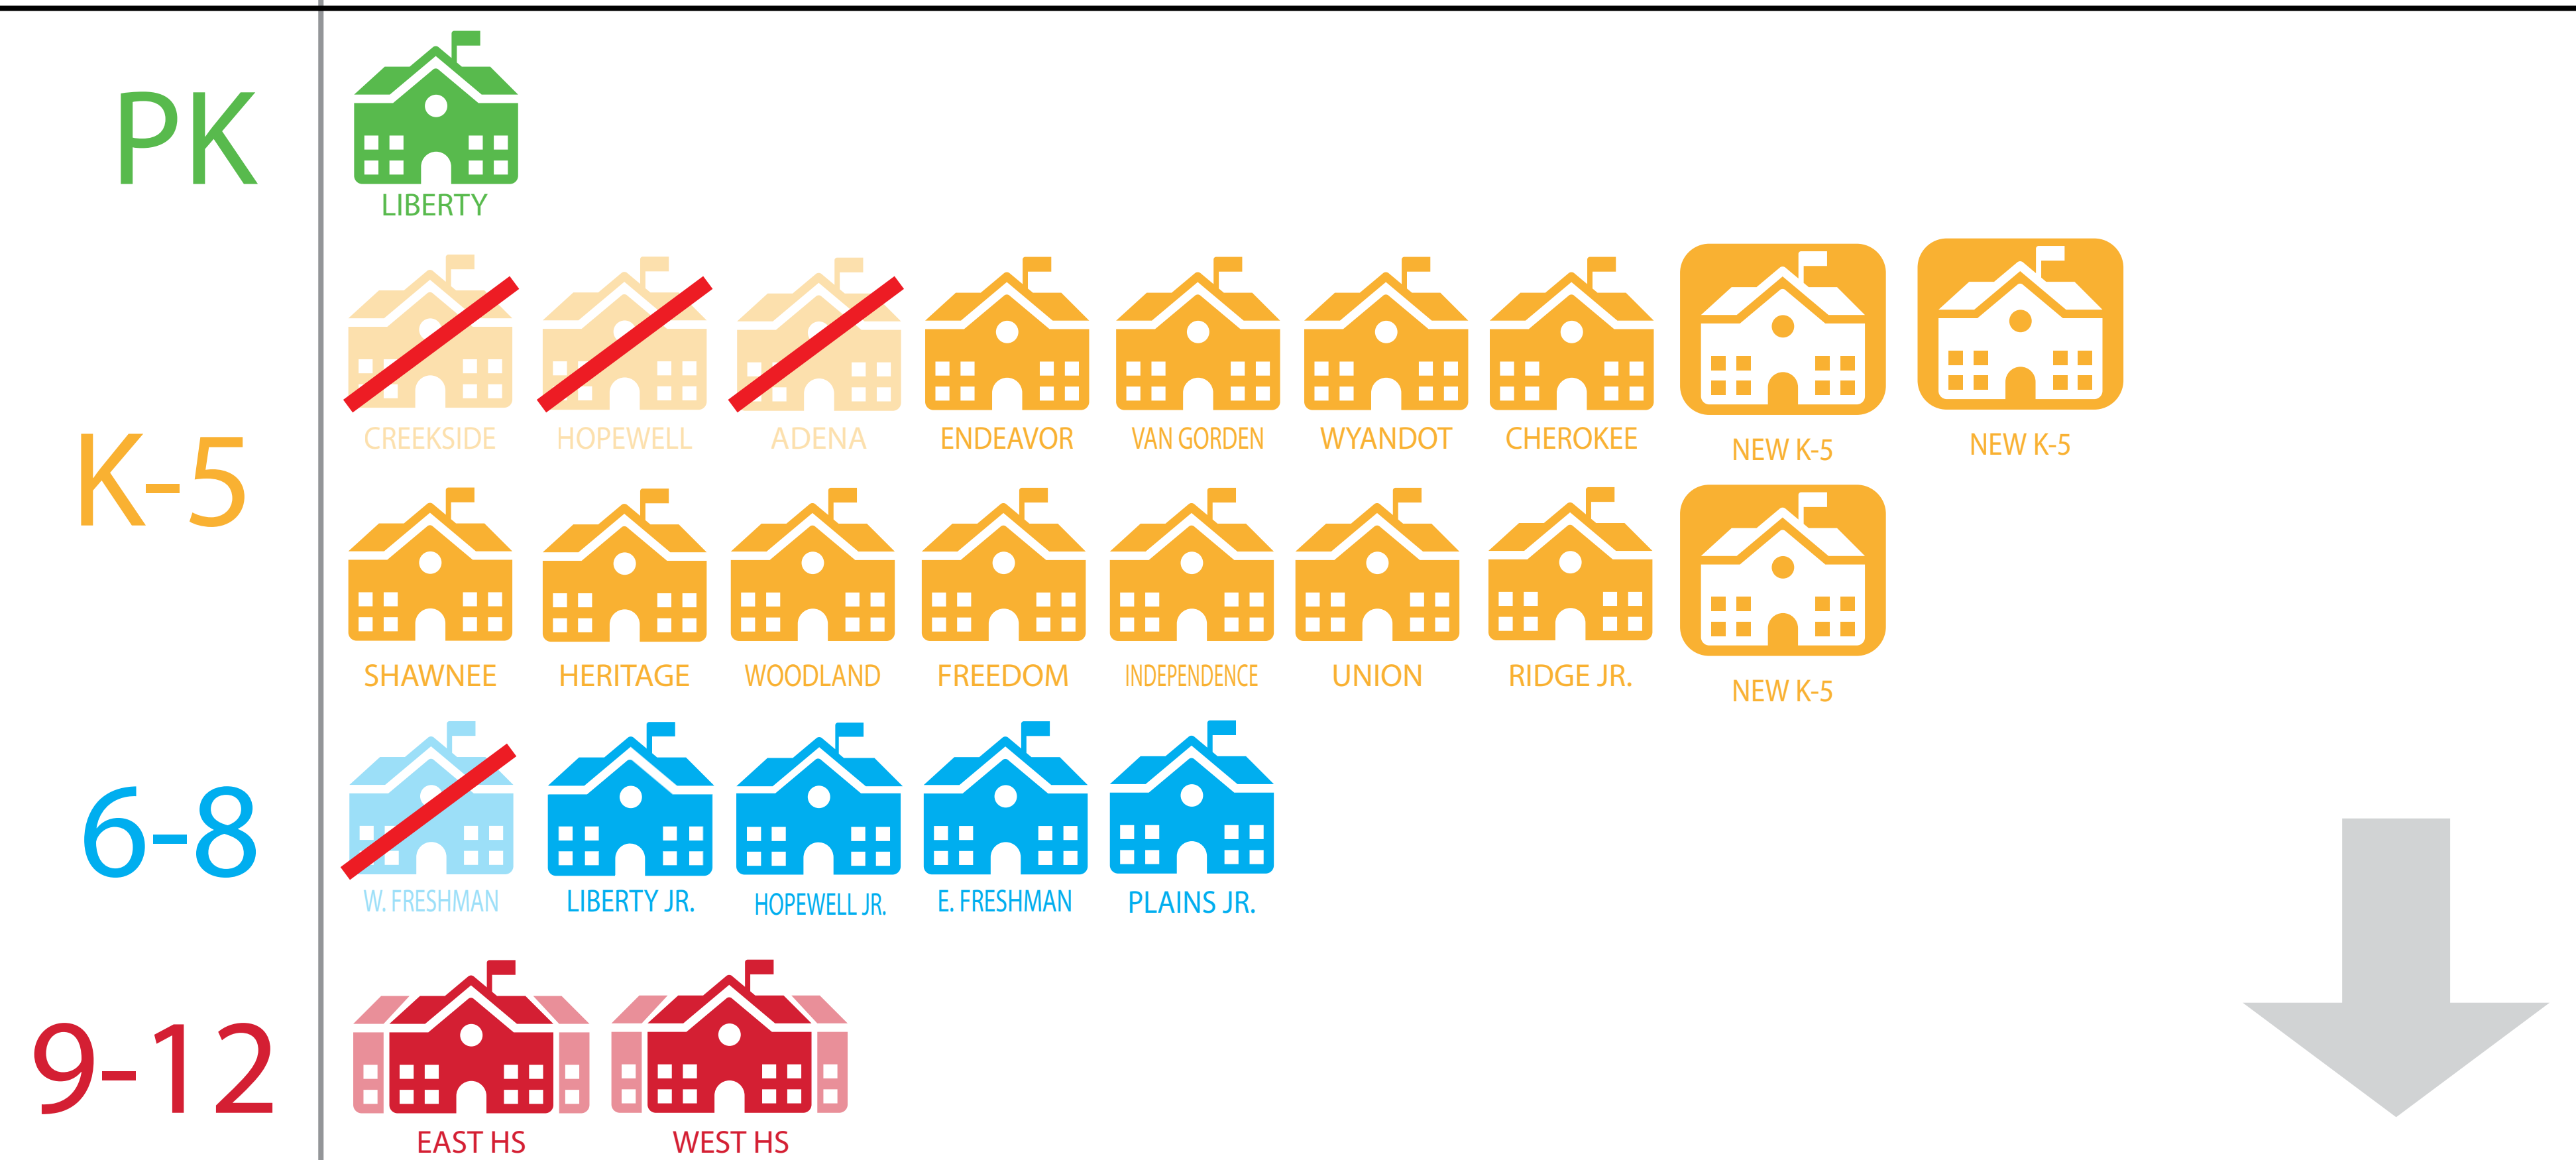 PK
LIBERTY
K-5
CREEKSIDE HOPEWELL ADENA ENDEAVOR VAN GORDEN WYANDOT CHEROKEE NEW K-5 NEW K-5
SHAWNEE HERITAGE WOODLAND FREEDOM INDEPENDENCE UNION RIDGE JR. NEW K-5
6-8
W. FRESHMAN LIBERTY JR. HOPEWELL JR. E. FRESHMAN PLAINS JR.
9-12
EAST HS WEST HS